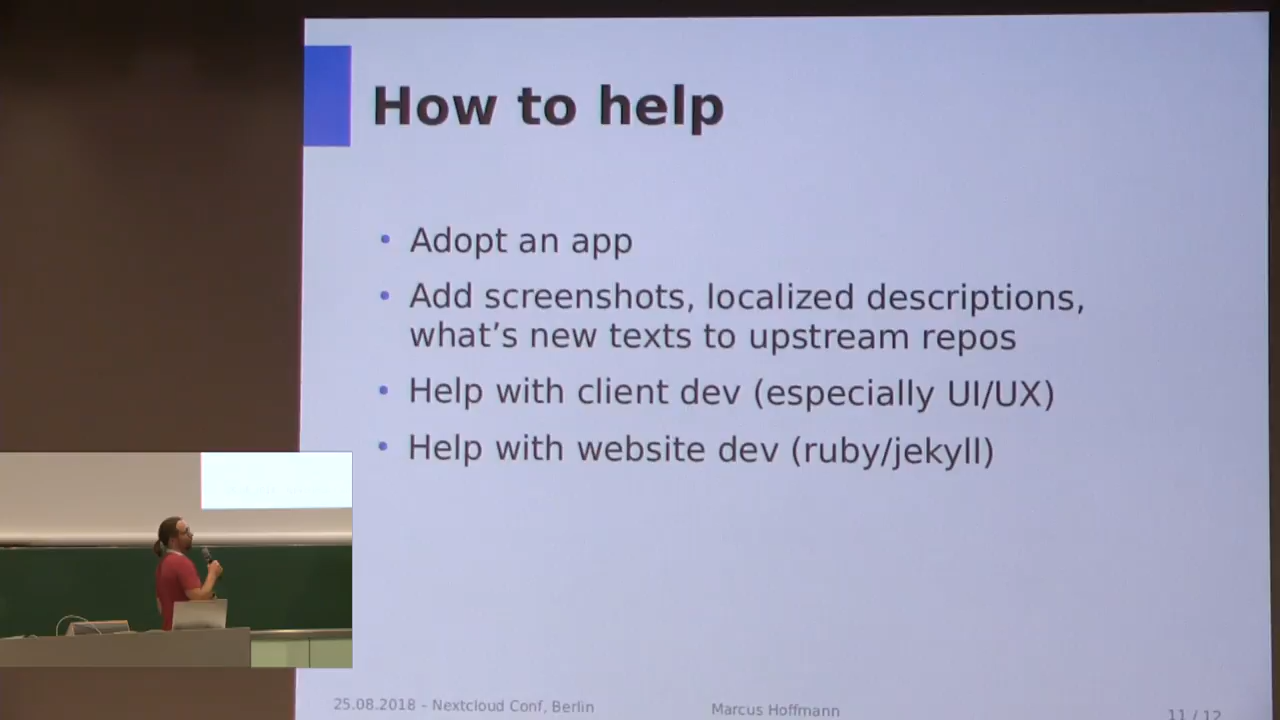 How to help
• Adopt an app
• Add screenshots, localized descriptions,
what’s new texts to upstream repos
• Help with client dev (especially UI/UX)
• Help with website dev (ruby/jekyll)
25.08.2018 - Nextcloud Conf, Berlin
Marcus Hoffmann
11 / 12